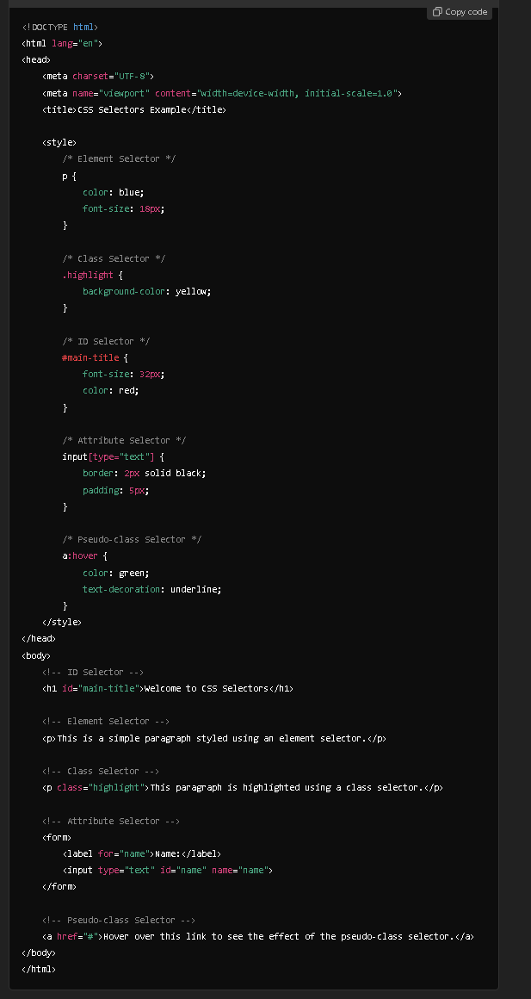 Copy code
<!DOCTYPE html>
<html lang="en">
<head>
    <meta charset="UTF-8">
    <meta name="viewport" content="width=device-width, initial-scale=1.0">
    <title>CSS Selectors Example</title>

    <style>
        /* Element Selector */
        p {
            color: blue;
            font-size: 18px;
        }

        /* Class Selector */
        .highlight {
            background-color: yellow;
        }

        /* ID Selector */
        #main-title {
            font-size: 32px;
            color: red;
        }

        /* Attribute Selector */
        input[type="text"] {
            border: 2px solid black;
            padding: 5px;
        }

        /* Pseudo-class Selector */
        a:hover {
            color: green;
            text-decoration: underline;
        }
    </style>
</head>
<body>
    <!-- ID Selector -->
    <h1 id="main-title">Welcome to CSS Selectors</h1>

    <!-- Element Selector -->
    <p>This is a simple paragraph styled using an element selector.</p>

    <!-- Class Selector -->
    <p class="highlight">This paragraph is highlighted using a class selector.</p>

    <!-- Attribute Selector -->
    <form>
        <label for="name">Name:</label>
        <input type="text" id="name" name="name">
    </form>

    <!-- Pseudo-class Selector -->
    <a href="#">Hover over this link to see the effect of the pseudo-class selector.</a>
</body>
</html>